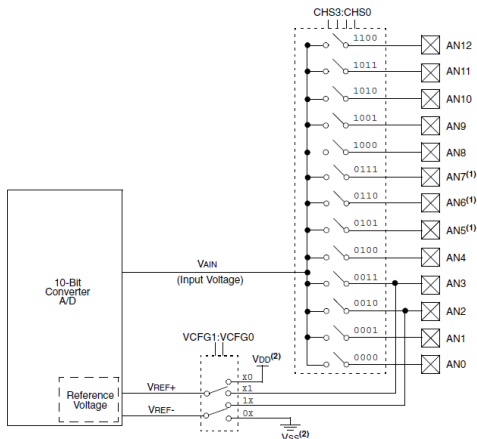 CHS3:CHS0
1100 AN12
1011 AN11
1010 AN10
1001 AN9
1000 AN8
0111 AN7(1)
0110 AN6(1)
0101 AN5(1)
0100 AN4
VAIN
(Input Voltage)
0011 AN3
10-Bit
Converter
A/D
0010 AN2
0001 AN1
VCFG1:VCFG0
0000 AN0
VDD(2)
x0
Reference
Voltage
VREF+
x1
VREF-
1x
0x
VSS(2)